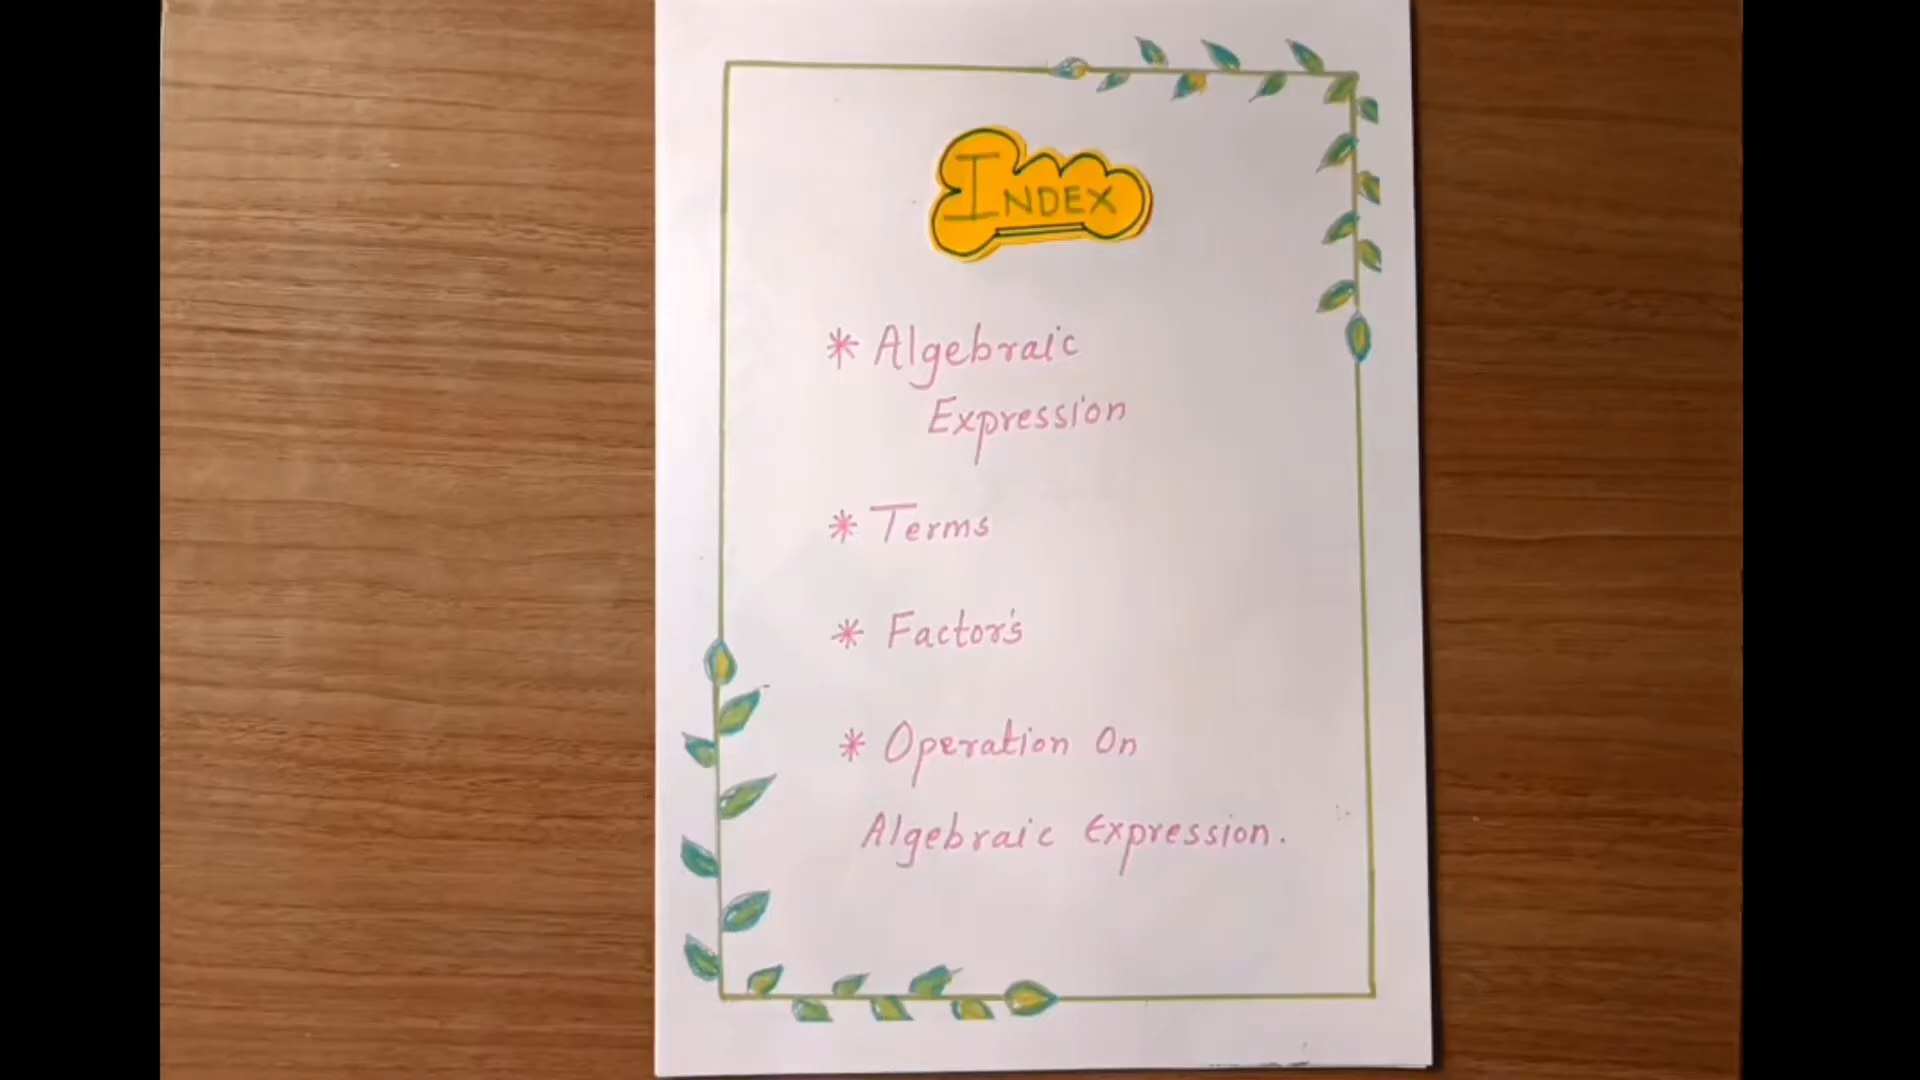 INDEX
* Algebraic
Expression
* Terms
* Factor's
* Operation On
Algebraic Expression.